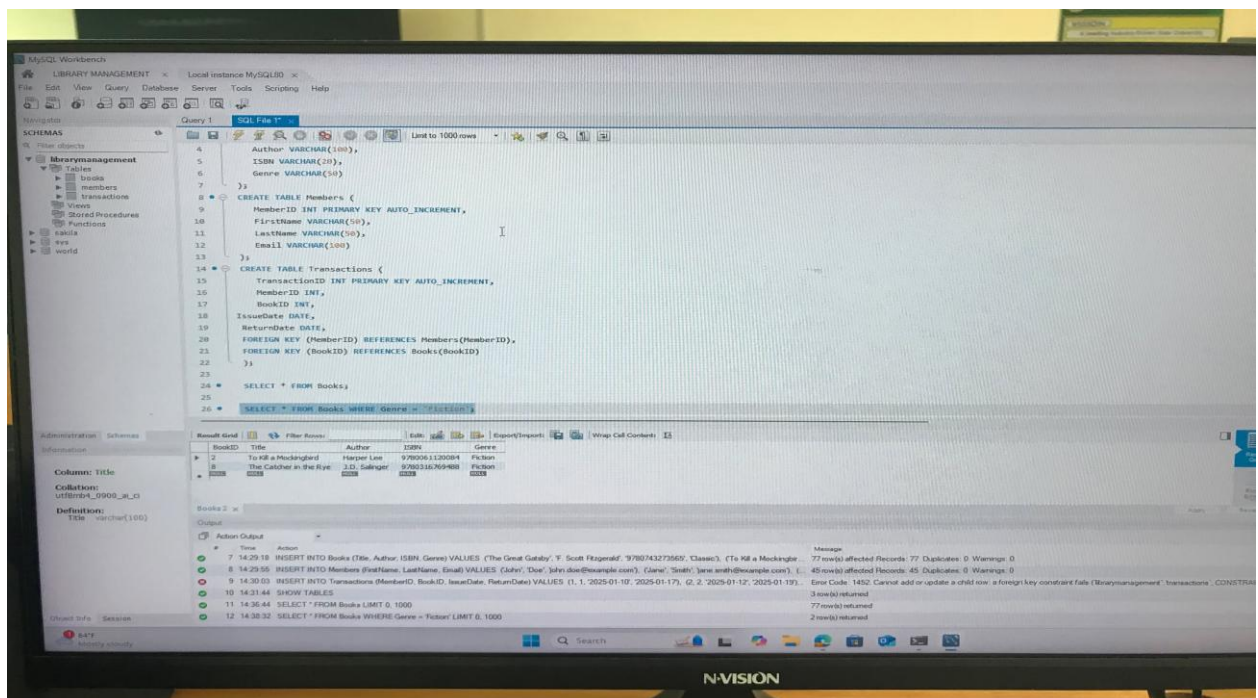 MySQL Workbench
LIBRARY MANAGEMENT × Local instance MySQL80 ×
File Edit View Query Database Server Tools Scripting Help
Navigator
Query 1 SQL File 1* ×
SCHEMAS
Limit to 1000 rows
Filter objects
librarymanagement
Tables
books
members
transactions
Views
Stored Procedures
Functions
sakila
sys
world
4 Author VARCHAR(100),
5 ISBN VARCHAR(20),
6 Genre VARCHAR(50)
7 );
8 CREATE TABLE Members (
9 MemberID INT PRIMARY KEY AUTO_INCREMENT,
10 FirstName VARCHAR(50),
11 LastName VARCHAR(50),
12 Email VARCHAR(100)
13 );
14 CREATE TABLE Transactions (
15 TransactionID INT PRIMARY KEY AUTO_INCREMENT,
16 MemberID INT,
17 BookID INT,
18 IssueDate DATE,
19 ReturnDate DATE,
20 FOREIGN KEY (MemberID) REFERENCES Members(MemberID),
21 FOREIGN KEY (BookID) REFERENCES Books(BookID)
22 );
23
24 SELECT * FROM Books;
25
26 SELECT * FROM Books WHERE Genre = 'Fiction';
Administration Schemas
Information
Column: Title
Collation:
utf8mb4_0900_ai_ci
Definition:
Title varchar(100)
Object Info Session
Result Grid Filter Rows: Edit: Export/Import: Wrap Cell Content:
BookID Title Author ISBN Genre
2 To Kill a Mockingbird Harper Lee 9780061120084 Fiction
8 The Catcher in the Rye J.D. Salinger 9780316769488 Fiction
NULL NULL NULL NULL NULL
Books 2 ×
Output
Action Output
# Time Action Message
7 14:29:18 INSERT INTO Books (Title, Author, ISBN, Genre) VALUES ('The Great Gatsby', 'F. Scott Fitzgerald', '9780743273565', 'Classic'), ('To Kill a Mockingbe... 77 row(s) affected Records: 77 Duplicates: 0 Warnings: 0
8 14:29:55 INSERT INTO Members (FirstName, LastName, Email) VALUES ('John', 'Doe', 'john.doe@example.com'), ('Jane', 'Smith', 'jane.smith@example.com'), (... 45 row(s) affected Records: 45 Duplicates: 0 Warnings: 0
9 14:30:03 INSERT INTO Transactions (MemberID, BookID, IssueDate, ReturnDate) VALUES (1, 1, '2025-01-10', '2025-01-17'), (2, 2, '2025-01-12', '2025-01-19')... Error Code: 1452. Cannot add or update a child row: a foreign key constraint fails (`librarymanagement`.`transactions`, CONSTRA
10 14:31:44 SHOW TABLES 3 row(s) returned
11 14:36:44 SELECT * FROM Books LIMIT 0, 1000 77 row(s) returned
12 14:38:32 SELECT * FROM Books WHERE Genre = 'Fiction' LIMIT 0, 1000 2 row(s) returned
84°F
Mostly cloudy
Search
N-VISION